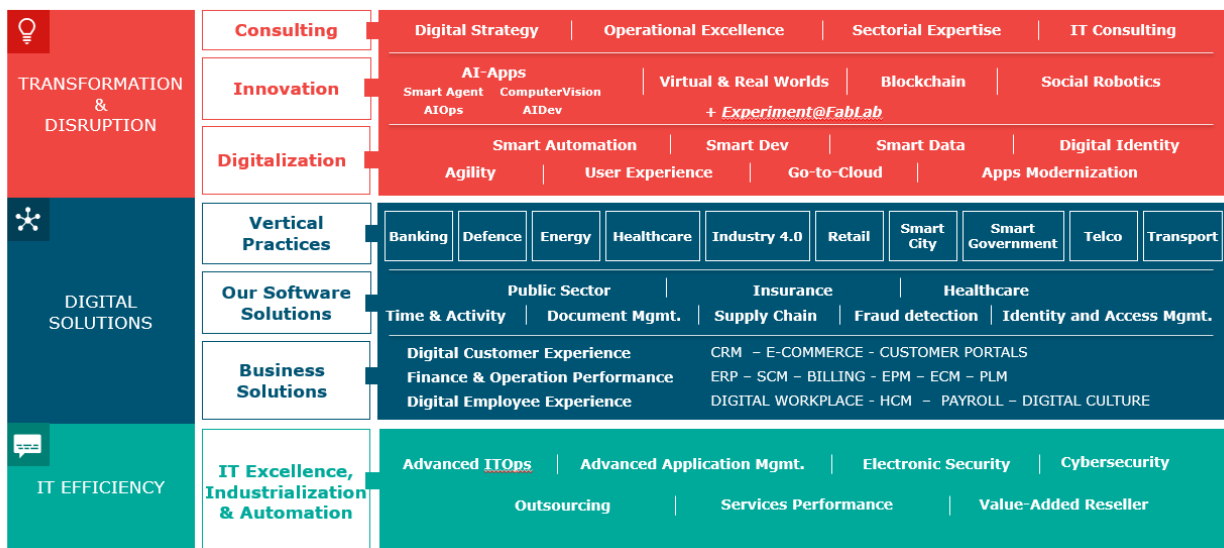 TRANSFORMATION
&
DISRUPTION
Consulting
Digital Strategy
Operational Excellence
Sectorial Expertise
IT Consulting
Innovation
AI-Apps
Smart Agent ComputerVision
AIOps AIDev
Virtual & Real Worlds
Blockchain
Social Robotics
+ Experiment@FabLab
Digitalization
Smart Automation
Smart Dev
Smart Data
Digital Identity
Agility
User Experience
Go-to-Cloud
Apps Modernization
DIGITAL
SOLUTIONS
Vertical
Practices
Banking
Defence
Energy
Healthcare
Industry 4.0
Retail
Smart
City
Smart
Government
Telco
Transport
Our Software
Solutions
Public Sector
Insurance
Healthcare
Time & Activity
Document Mgmt.
Supply Chain
Fraud detection
Identity and Access Mgmt.
Business
Solutions
Digital Customer Experience
CRM – E-COMMERCE - CUSTOMER PORTALS
Finance & Operation Performance
ERP – SCM – BILLING - EPM – ECM – PLM
Digital Employee Experience
DIGITAL WORKPLACE - HCM – PAYROLL – DIGITAL CULTURE
IT EFFICIENCY
IT Excellence,
Industrialization
& Automation
Advanced ITOps
Advanced Application Mgmt.
Electronic Security
Cybersecurity
Outsourcing
Services Performance
Value-Added Reseller